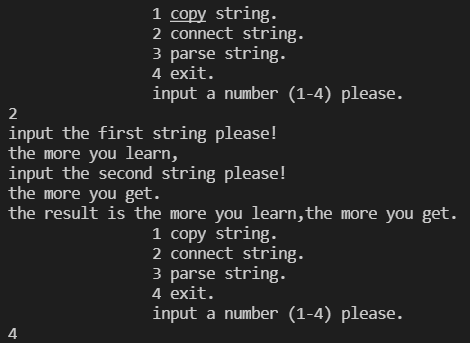 1 copy string.
2 connect string.
3 parse string.
4 exit.
input a number (1-4) please.
2
input the first string please!
the more you learn,
input the second string please!
the more you get.
the result is the more you learn,the more you get.
1 copy string.
2 connect string.
3 parse string.
4 exit.
input a number (1-4) please.
4